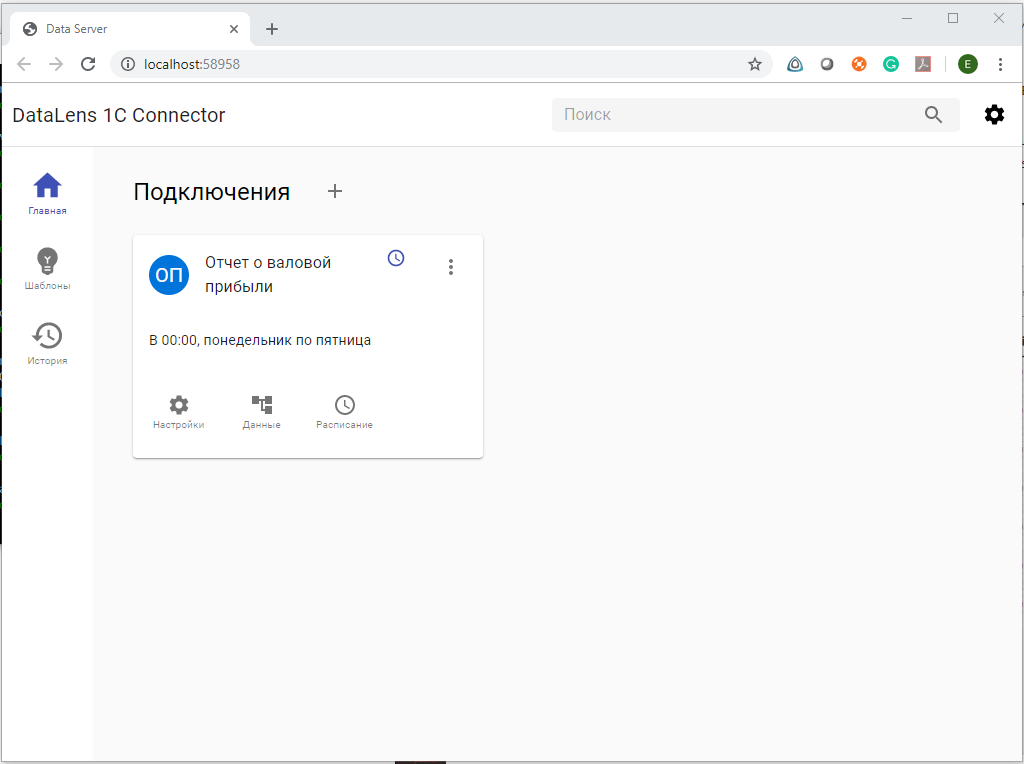 Data Server
localhost:58958
E
DataLens 1C Connector
Поиск
Главная
Шаблоны
История
Подключения
ОП
Отчет о валовой
прибыли
В 00:00, понедельник по пятница
Настройки
Данные
Расписание